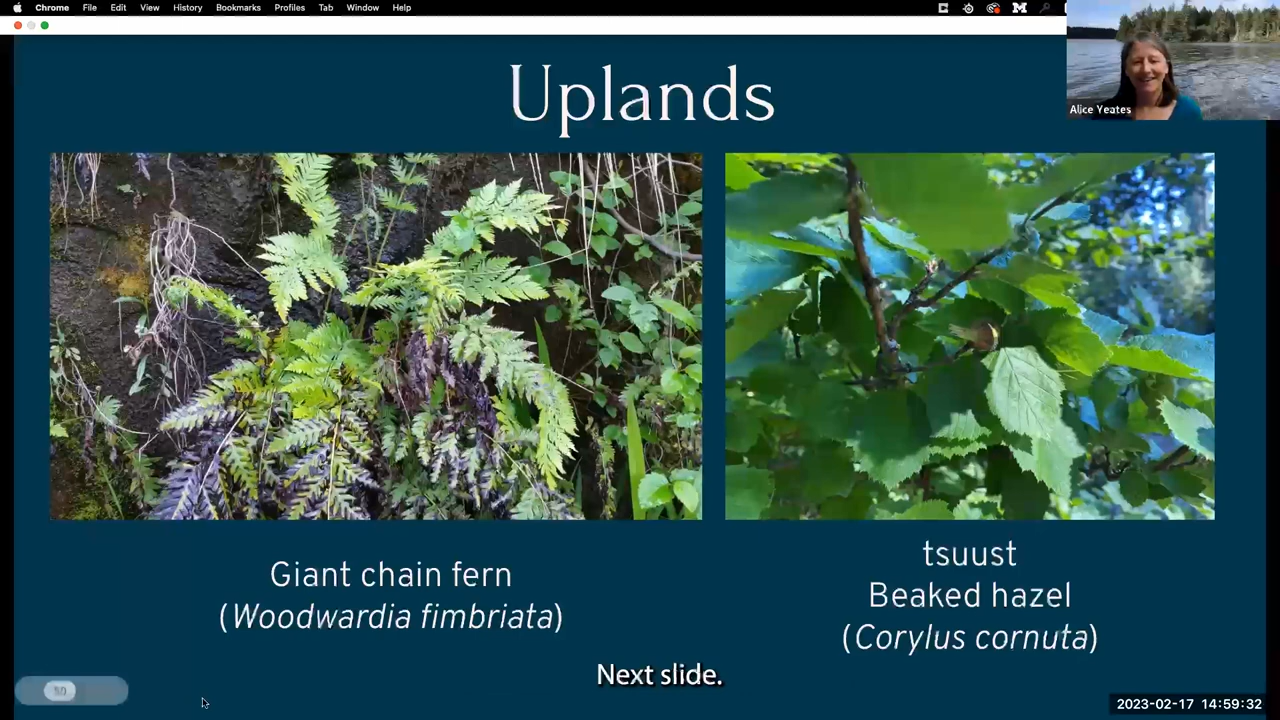 Chrome File Edit View History Bookmarks Profiles Tab Window Help
Uplands
Alice Yeates
Giant chain fern
(Woodwardia fimbriata)
tsuust
Beaked hazel
(Corylus cornuta)
Next slide.
2023-02-17 14:59:32